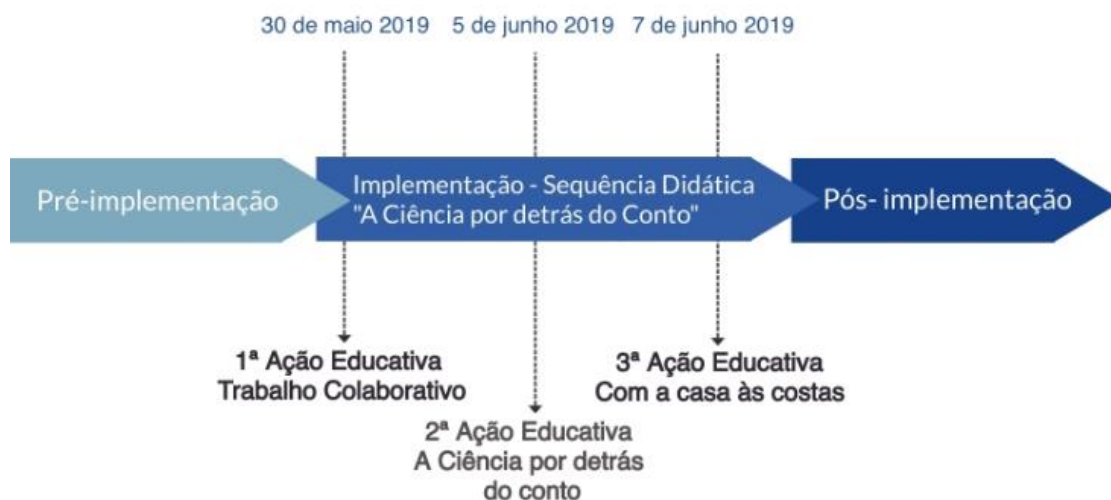 30 de maio 2019
5 de junho 2019
7 de junho 2019
Pré-implementação
Implementação - Sequência Didática
"A Ciência por detrás do Conto"
Pós- implementação
1ª Ação Educativa
Trabalho Colaborativo
2ª Ação Educativa
A Ciência por detrás
do conto
3ª Ação Educativa
Com a casa às costas